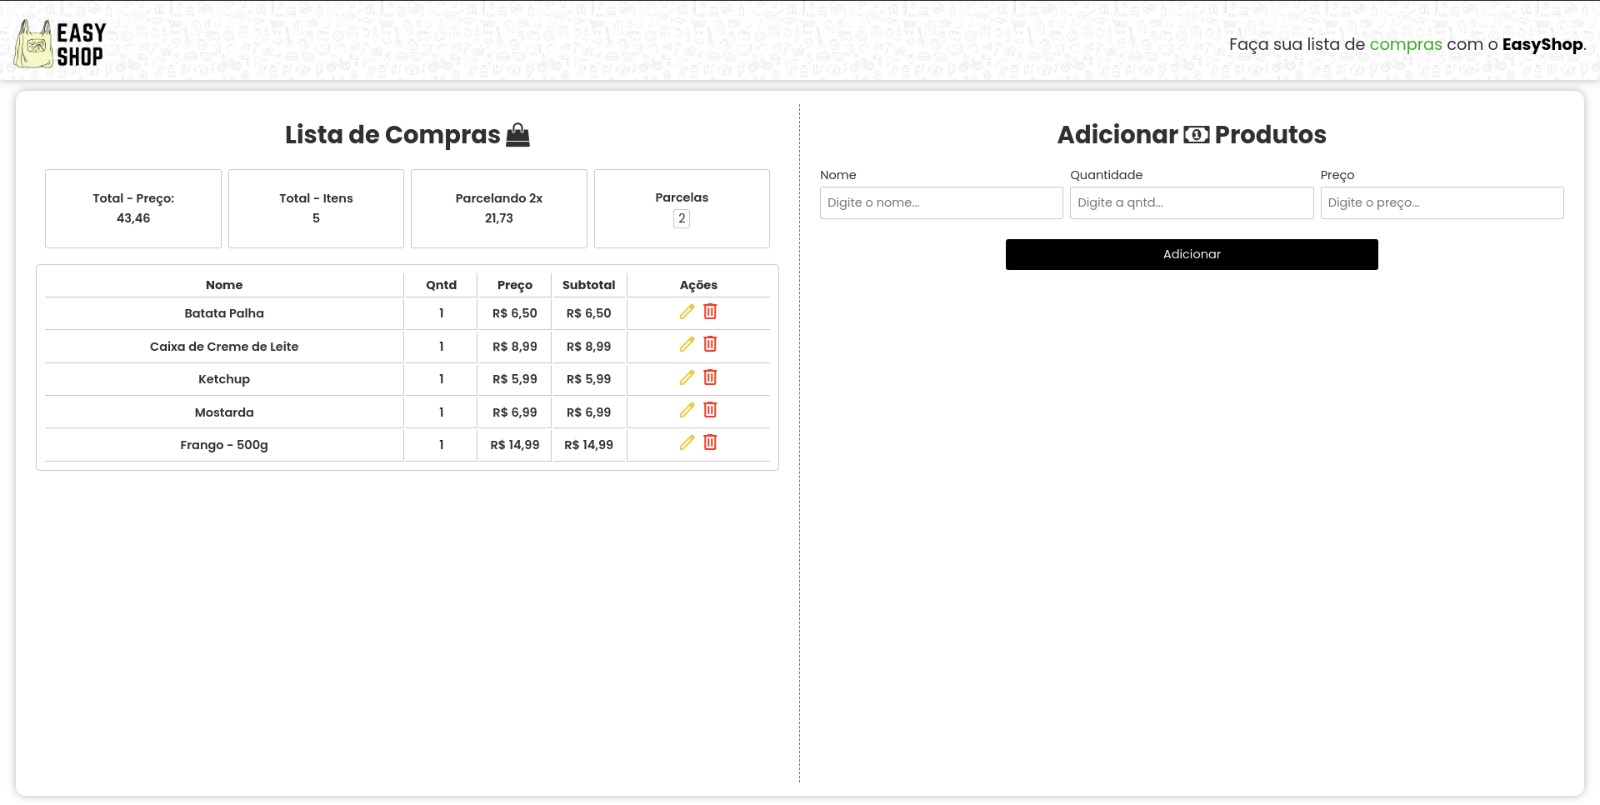 EASY
SHOP
Faça sua lista de compras com o EasyShop.
Lista de Compras
Total - Preço:
43,46
Total - Itens
5
Parcelando 2x
21,73
Parcelas
2
Nome Qntd Preço Subtotal Ações
Batata Palha 1 R$ 6,50 R$ 6,50
Caixa de Creme de Leite 1 R$ 8,99 R$ 8,99
Ketchup 1 R$ 5,99 R$ 5,99
Mostarda 1 R$ 6,99 R$ 6,99
Frango - 500g 1 R$ 14,99 R$ 14,99
Adicionar Produtos
Nome Quantidade Preço
Digite o nome... Digite a qntd... Digite o preço...
Adicionar